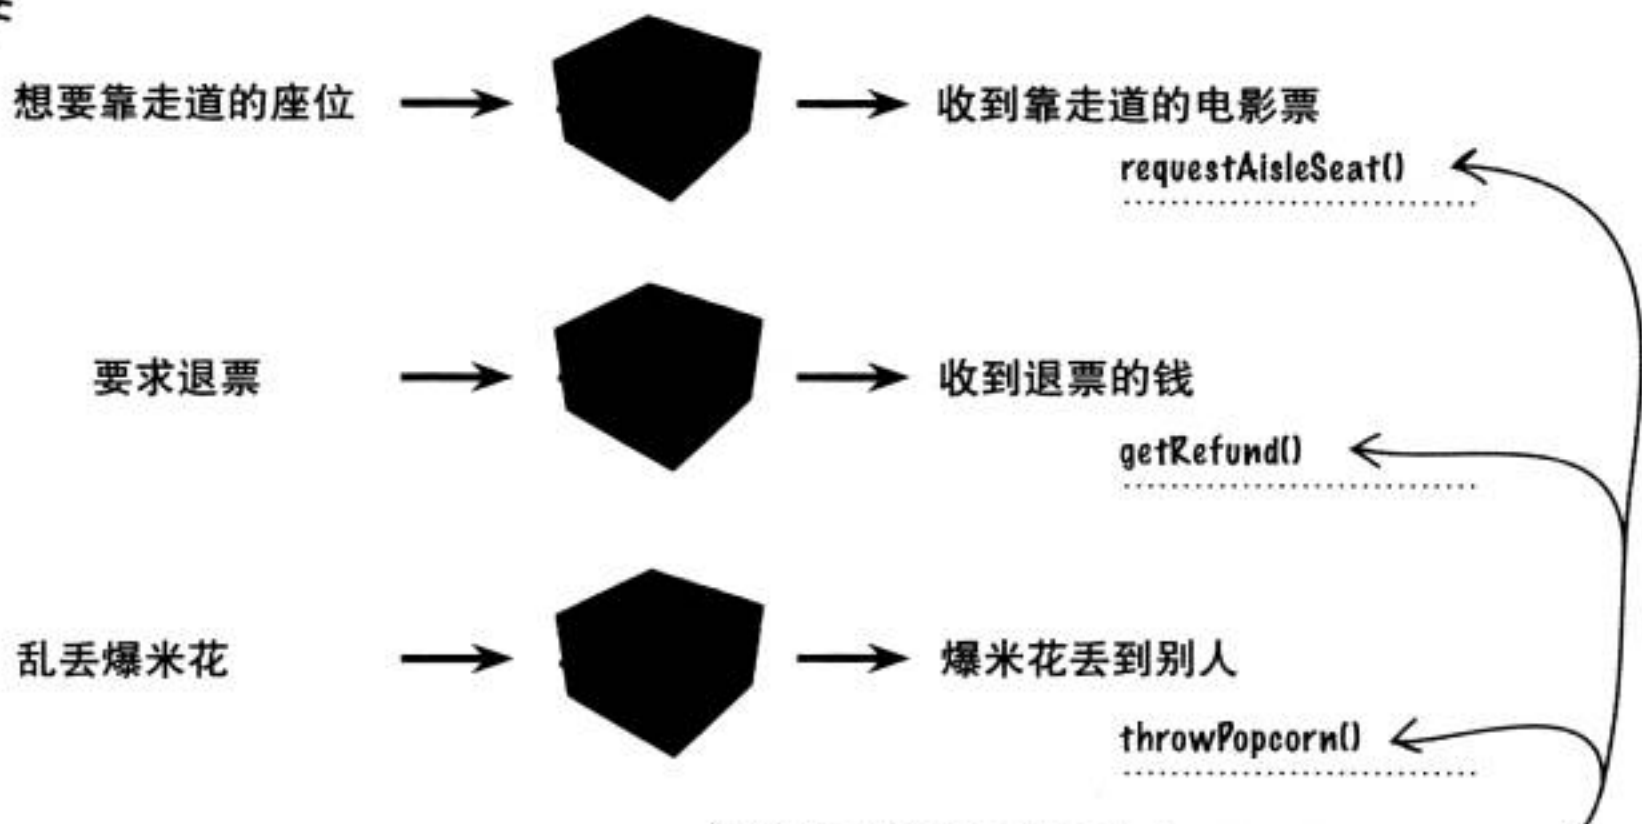 想要靠走道的座位
收到靠走道的电影票
requestAisleSeat()
要求退票
收到退票的钱
getRefund()
乱丢爆米花
爆米花丢到别人
throwPopcorn()